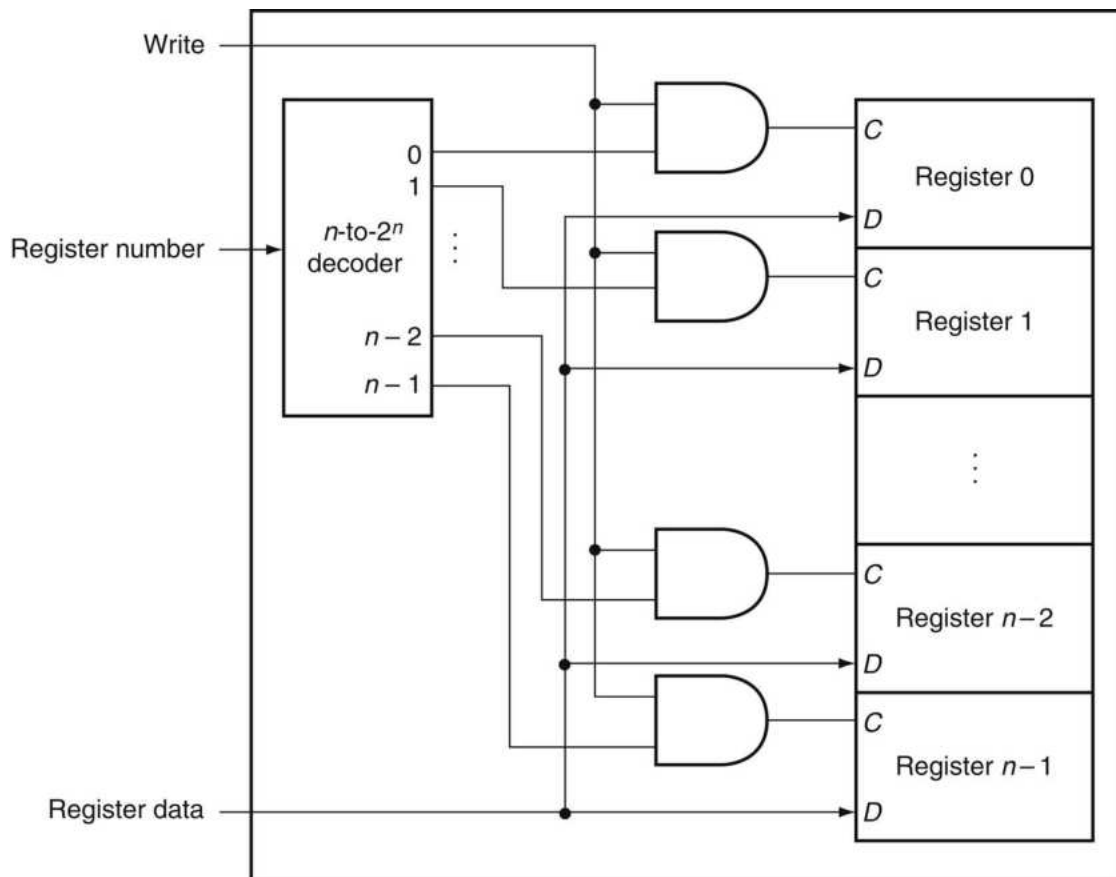 Write
C
0
Register 0
1
n-to-2ⁿ
decoder
⋮
D
Register number
C
Register 1
n – 2
D
n – 1
⋮
C
Register n – 2
D
C
Register n – 1
Register data
D